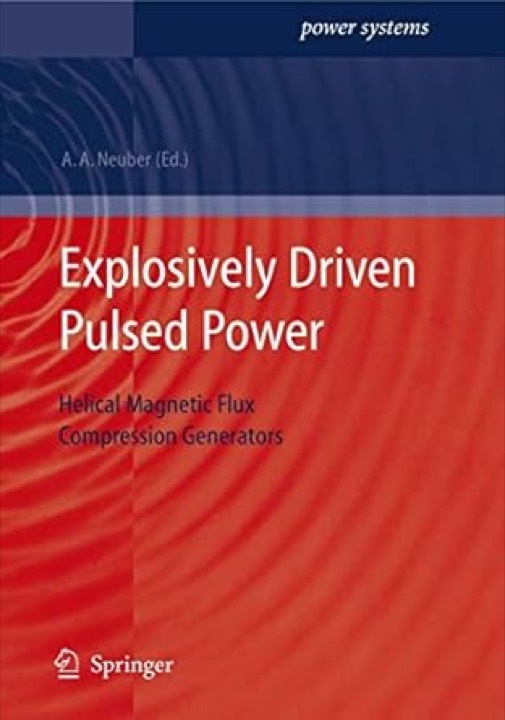 power systems
A. A. Neuber (Ed.)
Explosively Driven
Pulsed Power
Helical Magnetic Flux
Compression Generators
Springer